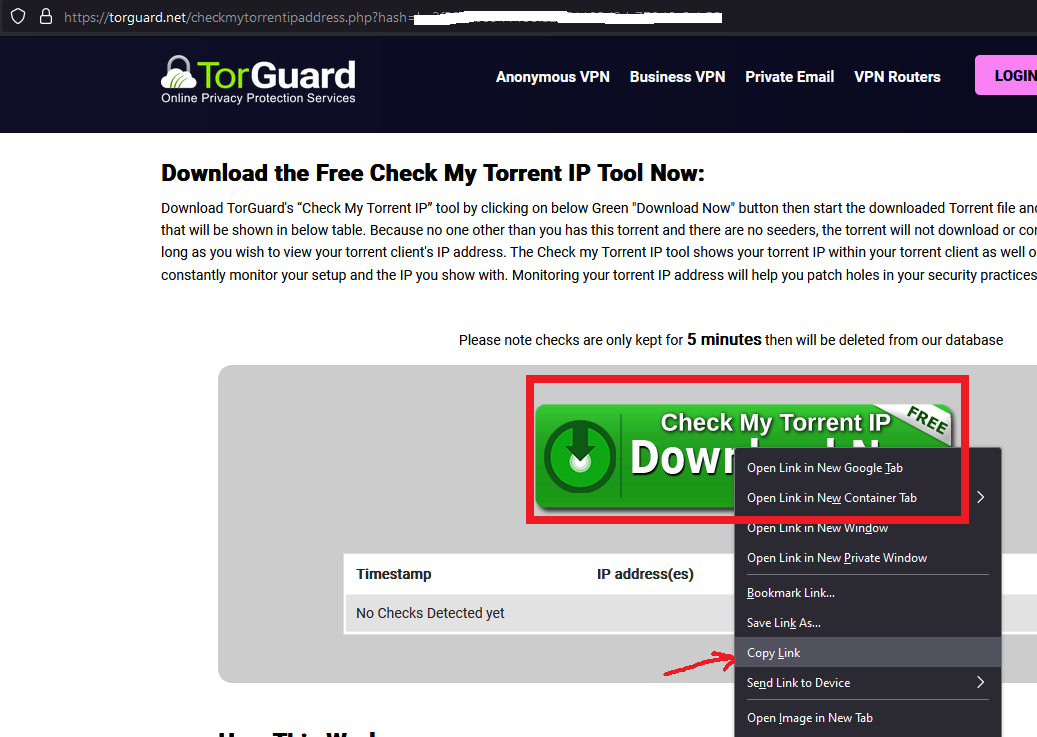 https://torguard.net/checkmytorrentipaddress.php?hash=
TorGuard
Online Privacy Protection Services
Anonymous VPN Business VPN Private Email VPN Routers LOGIN
Download the Free Check My Torrent IP Tool Now:
Download TorGuard's “Check My Torrent IP” tool by clicking on below Green "Download Now" button then start the downloaded Torrent file and
that will be shown in below table. Because no one other than you has this torrent and there are no seeders, the torrent will not download or
long as you wish to view your torrent client's IP address. The Check my Torrent IP tool shows your torrent IP within your torrent client as well
constantly monitor your setup and the IP you show with. Monitoring your torrent IP address will help you patch holes in your security practices
Please note checks are only kept for 5 minutes then will be deleted from our database
Check My Torrent IP
FREE
Open Link in New Google Tab
Open Link in New Container Tab
Open Link in New Window
Open Link in New Private Window
Bookmark Link...
Save Link As...
Copy Link
Send Link to Device
Open Image in New Tab
Timestamp IP address(es)
No Checks Detected yet